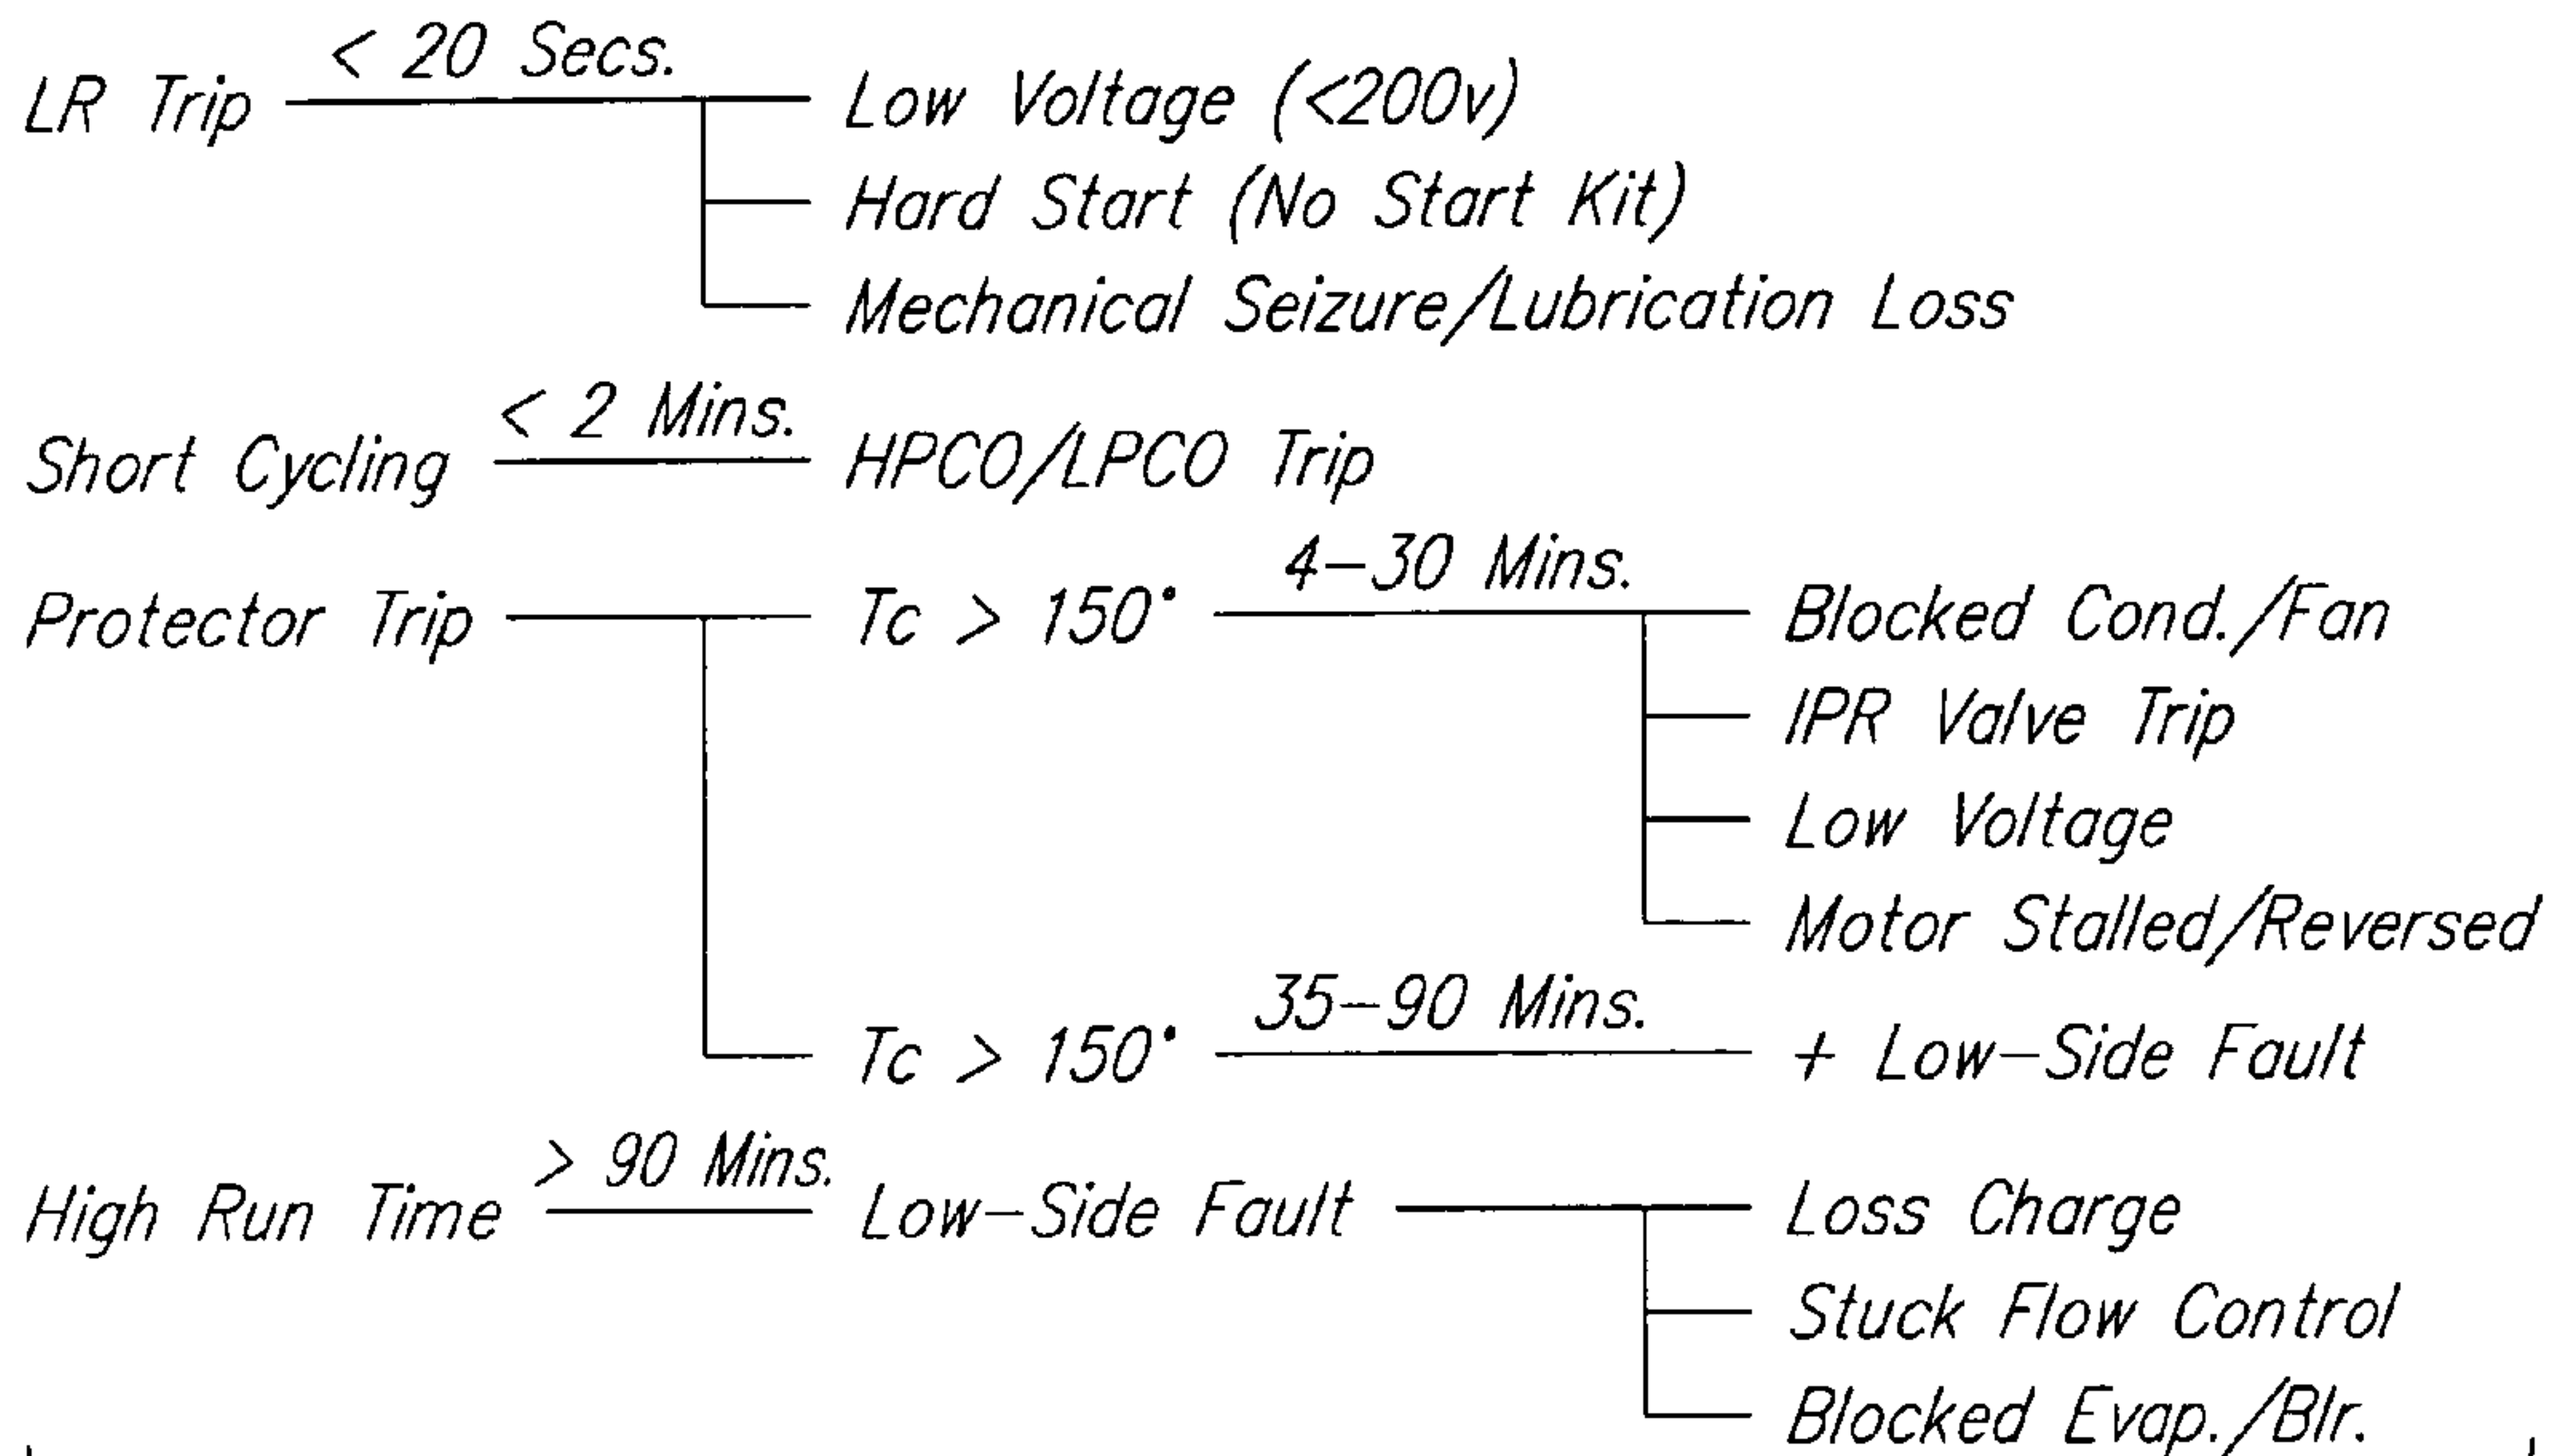 < 20 Secs.
LR Trip
Low Voltage (<200v)
Hard Start (No Start Kit)
Mechanical Seizure/Lubrication Loss
< 2 Mins.
Short Cycling
HPCO/LPCO Trip
4-30 Mins.
Protector Trip
Tc > 150°
Blocked Cond./Fan
IPR Valve Trip
Low Voltage
Motor Stalled/Reversed
35-90 Mins.
Tc > 150°
+ Low-Side Fault
> 90 Mins.
High Run Time
Low-Side Fault
Loss Charge
Stuck Flow Control
Blocked Evap./Blr.